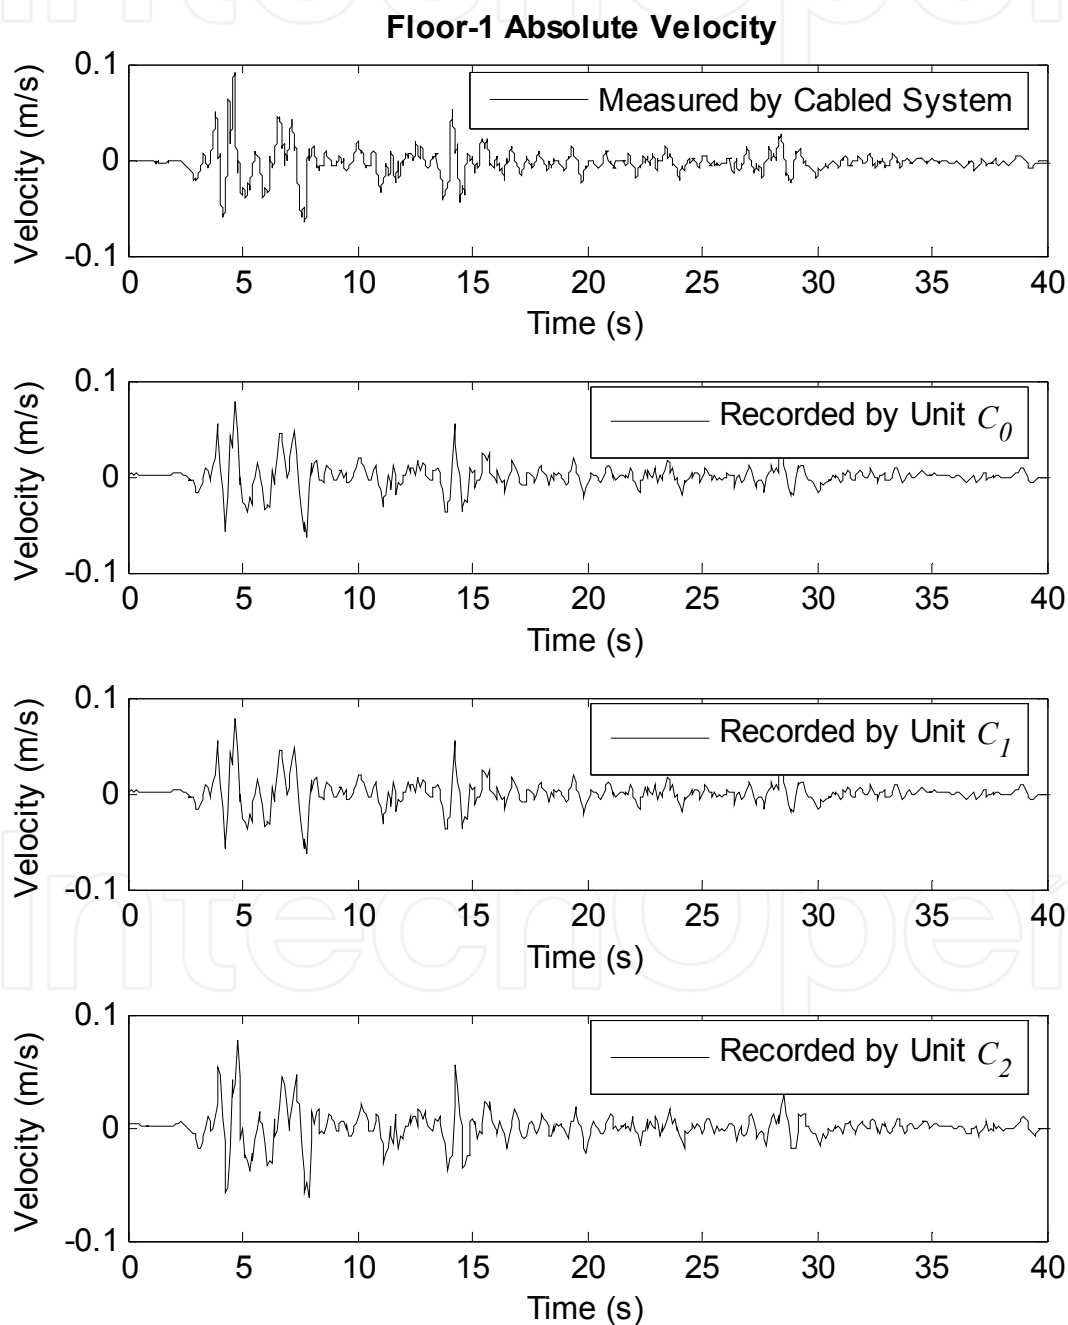 Floor-1 Absolute Velocity
0.1
0
-0.1
Velocity (m/s)
Measured by Cabled System
0 5 10 15 20 25 30 35 40
Time (s)
0.1
0
-0.1
Velocity (m/s)
Recorded by Unit C0
0 5 10 15 20 25 30 35 40
Time (s)
0.1
0
-0.1
Velocity (m/s)
Recorded by Unit C1
0 5 10 15 20 25 30 35 40
Time (s)
0.1
0
-0.1
Velocity (m/s)
Recorded by Unit C2
0 5 10 15 20 25 30 35 40
Time (s)